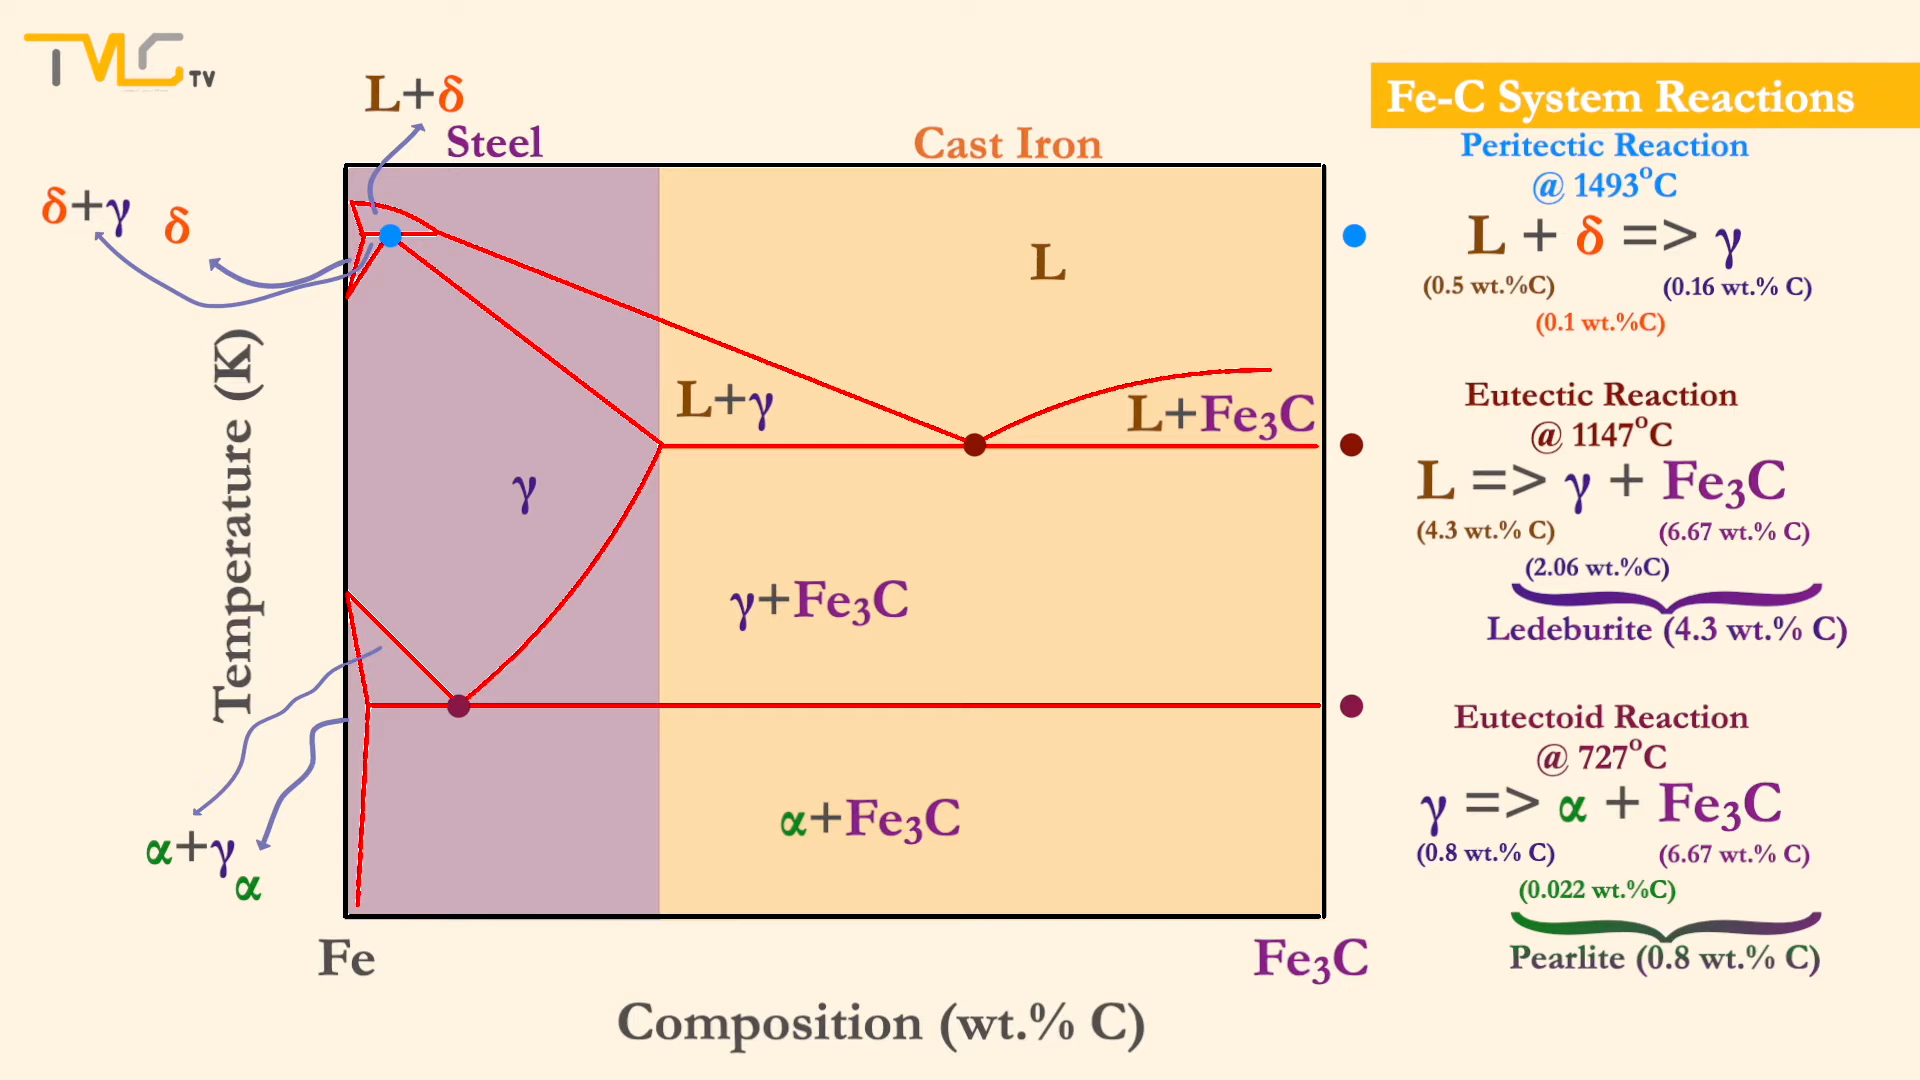 TMC TV
L+δ
Steel
Cast Iron
δ+γ
δ
L
L+γ
L+Fe₃C
γ
γ+Fe₃C
α+Fe₃C
α+γ
α
Temperature (K)
Fe
Fe₃C
Composition (wt.% C)
Fe-C System Reactions
Peritectic Reaction
@ 1493°C
L + δ => γ
(0.5 wt.%C)
(0.16 wt.% C)
(0.1 wt.%C)
Eutectic Reaction
@ 1147°C
L => γ + Fe₃C
(4.3 wt.% C)
(6.67 wt.% C)
(2.06 wt.%C)
Ledeburite (4.3 wt.% C)
Eutectoid Reaction
@ 727°C
γ => α + Fe₃C
(0.8 wt.% C)
(6.67 wt.% C)
(0.022 wt.%C)
Pearlite (0.8 wt.% C)